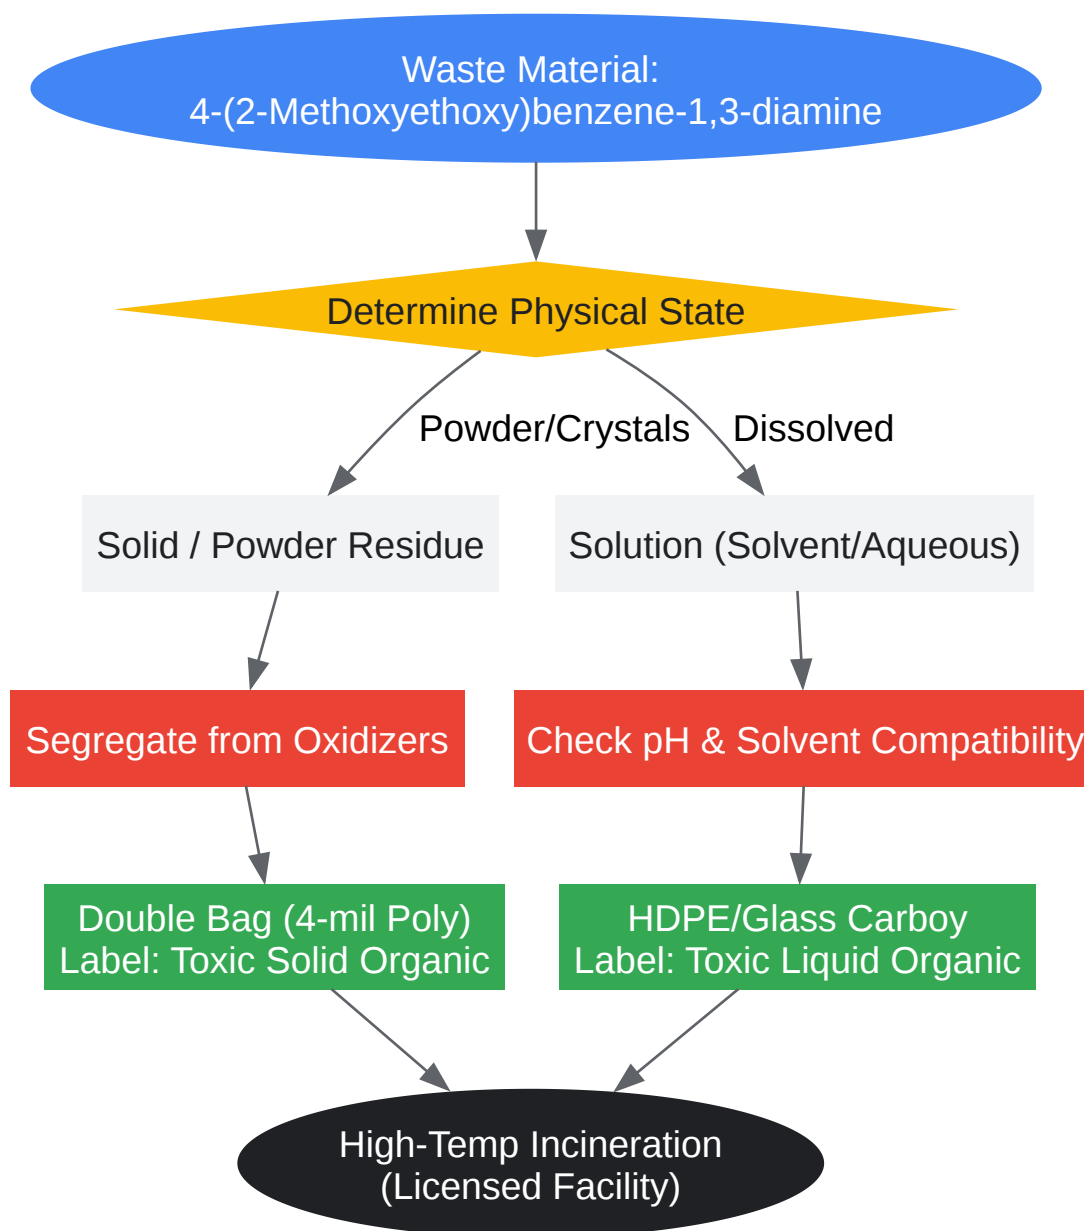 Waste Material:
4-(2-Methoxyethoxy)benzene-1,3-diamine
Determine Physical State
Powder/Crystals
Dissolved
Solid / Powder Residue
Solution (Solvent/Aqueous)
Segregate from Oxidizers
Check pH & Solvent Compatibility
Double Bag (4-mil Poly)
Label: Toxic Solid Organic
HDPE/Glass Carboy
Label: Toxic Liquid Organic
High-Temp Incineration
(Licensed Facility)